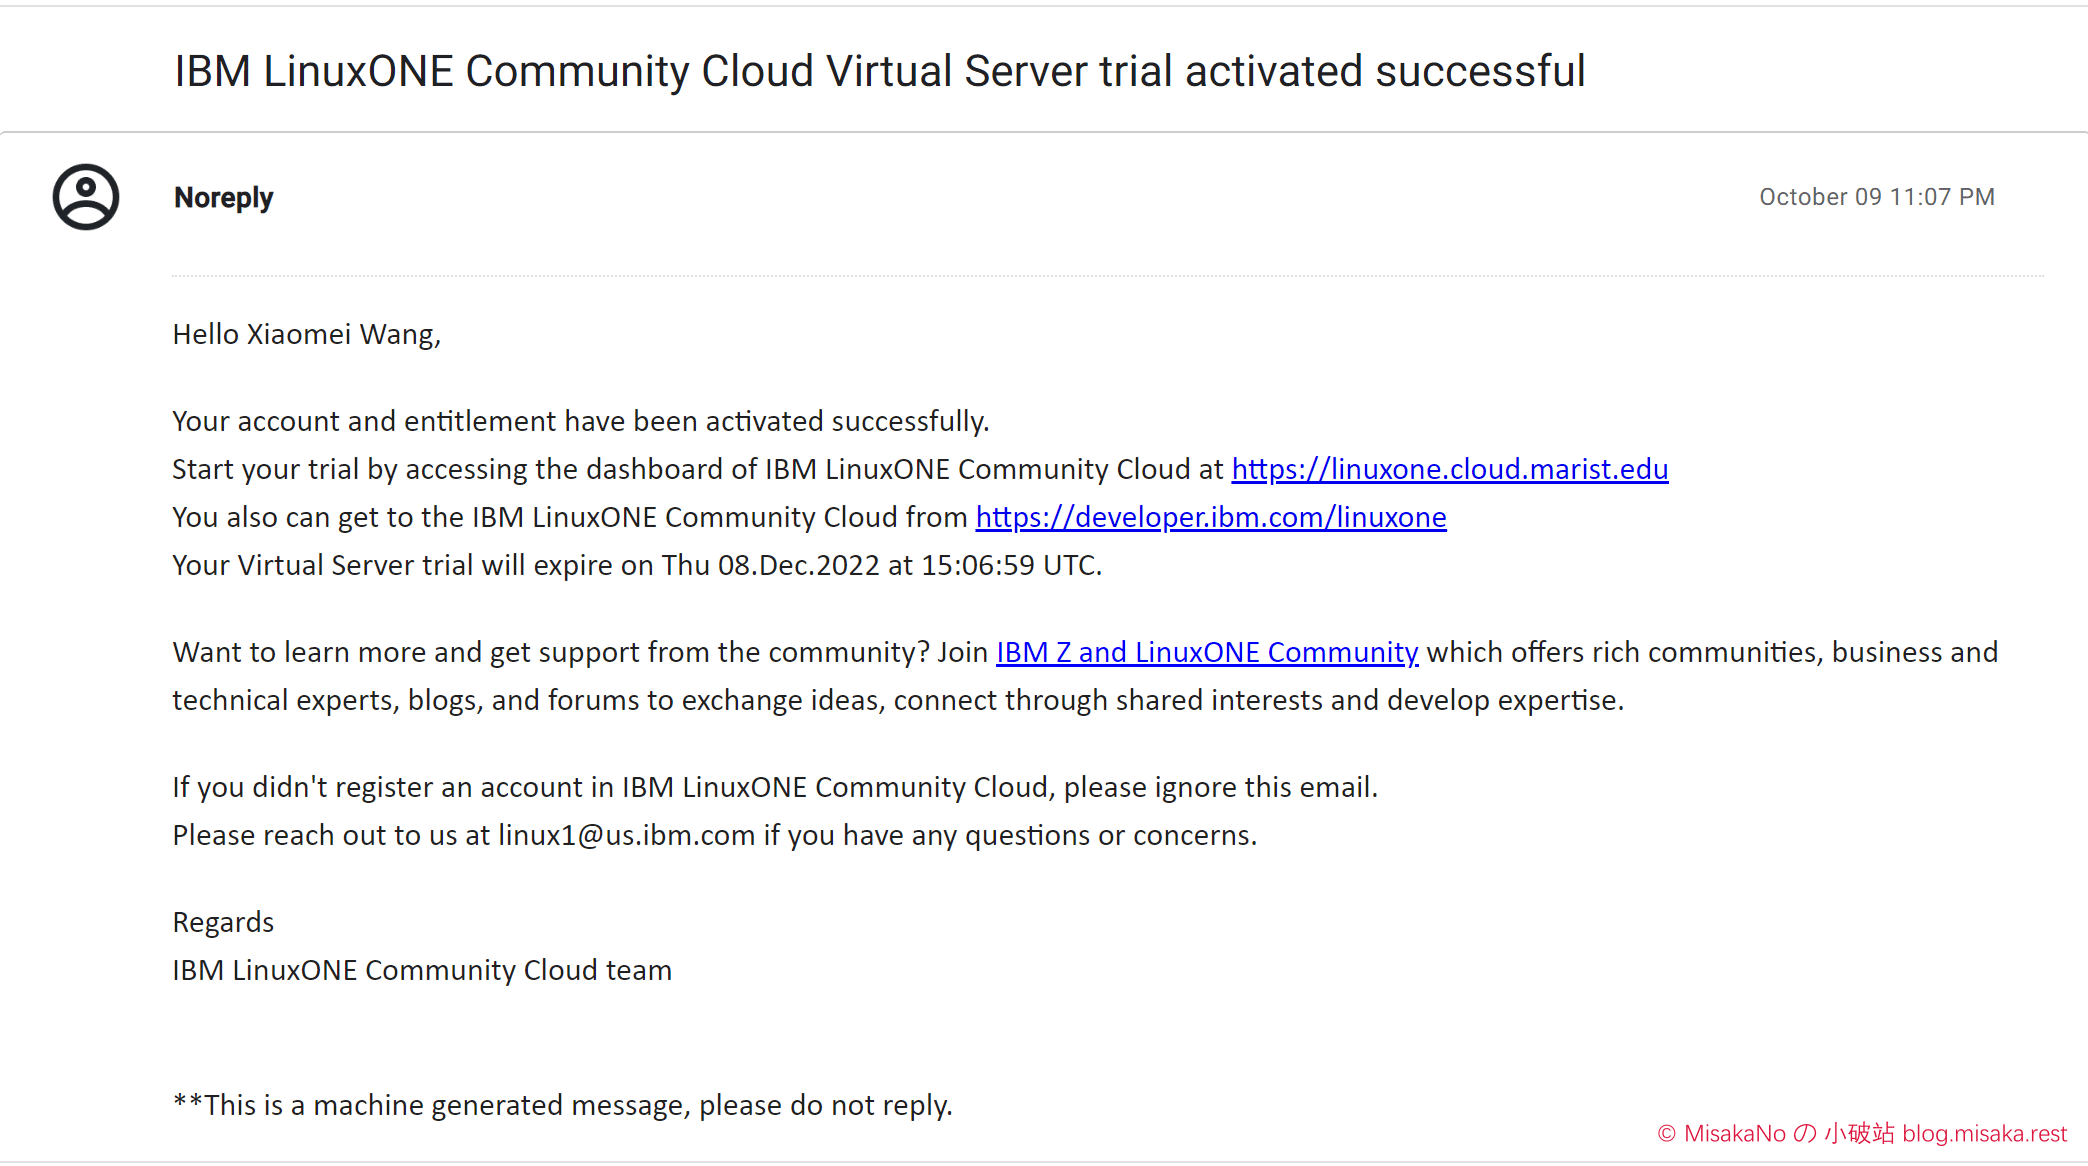 IBM LinuxONE Community Cloud Virtual Server trial activated successful
Noreply
October 09 11:07 PM
Hello Xiaomei Wang,
Your account and entitlement have been activated successfully.
Start your trial by accessing the dashboard of IBM LinuxONE Community Cloud at https://linuxone.cloud.marist.edu
You also can get to the IBM LinuxONE Community Cloud from https://developer.ibm.com/linuxone
Your Virtual Server trial will expire on Thu 08.Dec.2022 at 15:06:59 UTC.
Want to learn more and get support from the community? Join IBM Z and LinuxONE Community which offers rich communities, business and
technical experts, blogs, and forums to exchange ideas, connect through shared interests and develop expertise.
If you didn't register an account in IBM LinuxONE Community Cloud, please ignore this email.
Please reach out to us at linux1@us.ibm.com if you have any questions or concerns.
Regards
IBM LinuxONE Community Cloud team
**This is a machine generated message, please do not reply.
© MisakaNo の 小破站 blog.misaka.rest